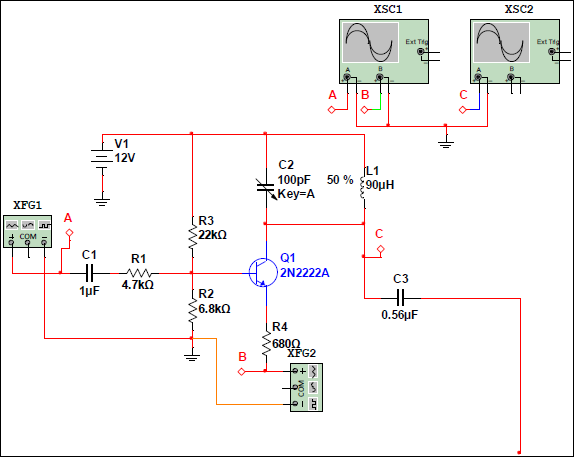 XSC1
XSC2
Ext Trig
Ext Trig
A
B
A
B
A
B
C
V1
12V
C2
100pF
Key=A
50 %
L1
90µH
XFG1
A
COM
R3
22kΩ
C
C1
1µF
R1
4.7kΩ
Q1
2N2222A
R2
6.8kΩ
C3
0.56µF
R4
680Ω
B
XFG2
COM